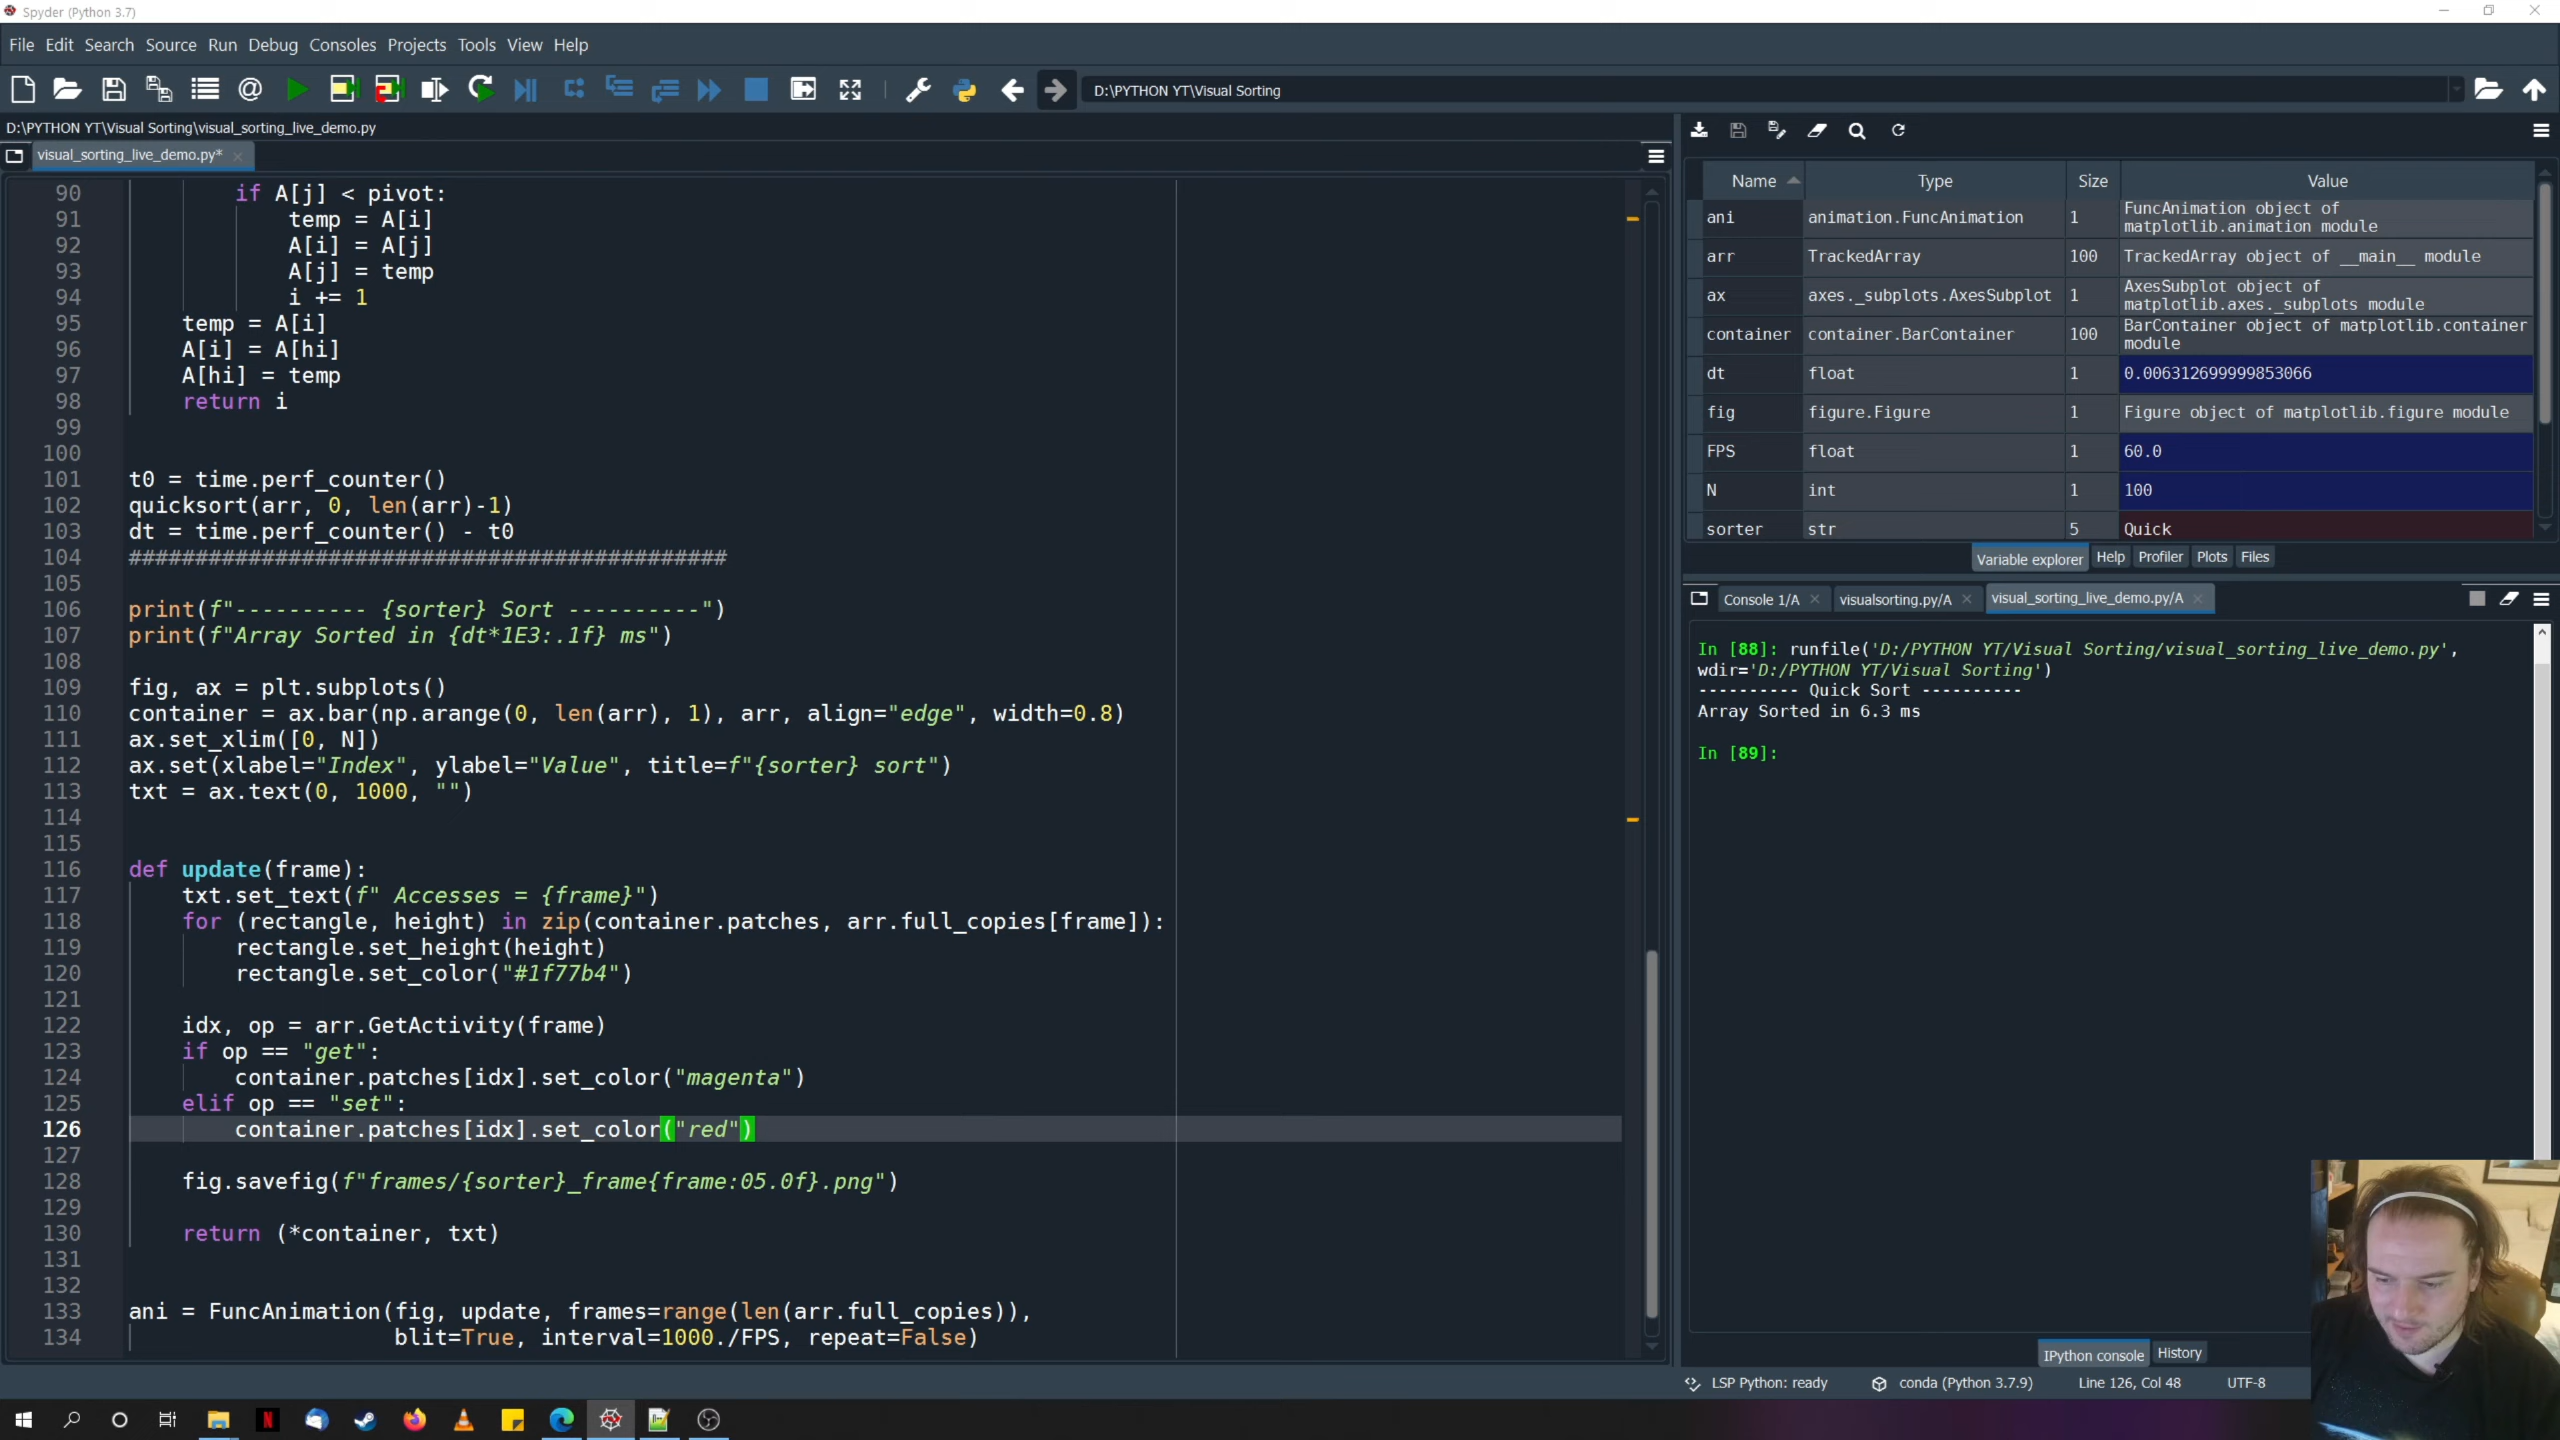 Spyder (Python 3.7)
File Edit Search Source Run Debug Consoles Projects Tools View Help
D:\PYTHON YT\Visual Sorting
D:\PYTHON YT\Visual Sorting\visual_sorting_live_demo.py
visual_sorting_live_demo.py*
90 if A[j] < pivot:
91 temp = A[i]
92 A[i] = A[j]
93 A[j] = temp
94 i += 1
95 temp = A[i]
96 A[i] = A[hi]
97 A[hi] = temp
98 return i
99
100
101 t0 = time.perf_counter()
102 quicksort(arr, 0, len(arr)-1)
103 dt = time.perf_counter() - t0
104 #############################################
105
106 print(f"---------- {sorter} Sort ----------")
107 print(f"Array Sorted in {dt*1E3:.1f} ms")
108
109 fig, ax = plt.subplots()
110 container = ax.bar(np.arange(0, len(arr), 1), arr, align="edge", width=0.8)
111 ax.set_xlim([0, N])
112 ax.set(xlabel="Index", ylabel="Value", title=f"{sorter} sort")
113 txt = ax.text(0, 1000, "")
114
115
116 def update(frame):
117 txt.set_text(f" Accesses = {frame}")
118 for (rectangle, height) in zip(container.patches, arr.full_copies[frame]):
119 rectangle.set_height(height)
120 rectangle.set_color("#1f77b4")
121
122 idx, op = arr.GetActivity(frame)
123 if op == "get":
124 container.patches[idx].set_color("magenta")
125 elif op == "set":
126 container.patches[idx].set_color("red")
127
128 fig.savefig(f"frames/{sorter}_frame{frame:05.0f}.png")
129
130 return (*container, txt)
131
132
133 ani = FuncAnimation(fig, update, frames=range(len(arr.full_copies)),
134 blit=True, interval=1000./FPS, repeat=False)
Name Type Size Value
ani animation.FuncAnimation 1 FuncAnimation object of
matplotlib.animation module
arr TrackedArray 100 TrackedArray object of __main__ module
ax axes._subplots.AxesSubplot 1 AxesSubplot object of
matplotlib.axes._subplots module
container container.BarContainer 100 BarContainer object of matplotlib.container
module
dt float 1 0.006312699999853066
fig figure.Figure 1 Figure object of matplotlib.figure module
FPS float 1 60.0
N int 1 100
sorter str 5 Quick
Variable explorer Help Profiler Plots Files
Console 1/A visualsorting.py/A visual_sorting_live_demo.py/A
In [88]: runfile('D:/PYTHON YT/Visual Sorting/visual_sorting_live_demo.py',
wdir='D:/PYTHON YT/Visual Sorting')
---------- Quick Sort ----------
Array Sorted in 6.3 ms
In [89]:
IPython console History
LSP Python: ready conda (Python 3.7.9) Line 126, Col 48 UTF-8